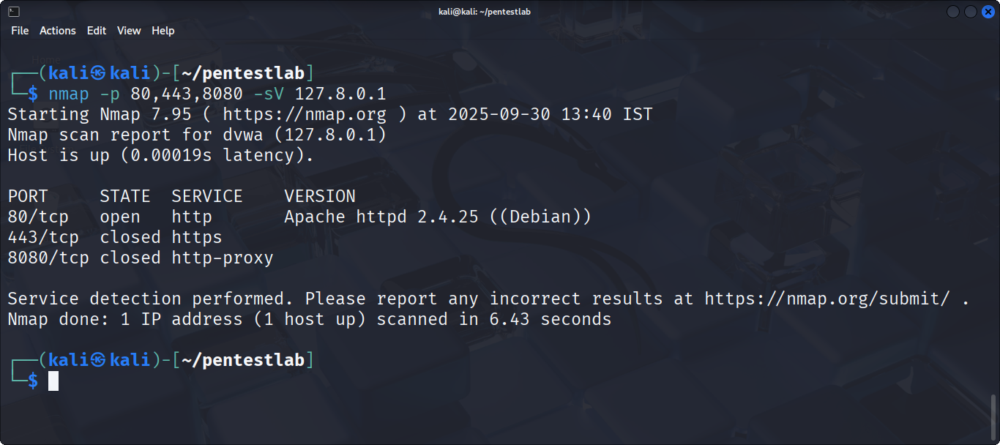 kali@kali: ~/pentestlab
File Actions Edit View Help
Home
┌──(kali㉿kali)-[~/pentestlab]
└─$ nmap -p 80,443,8080 -sV 127.8.0.1
Starting Nmap 7.95 ( https://nmap.org ) at 2025-09-30 13:40 IST
Nmap scan report for dvwa (127.8.0.1)
Host is up (0.00019s latency).
PORT     STATE  SERVICE    VERSION
80/tcp   open   http       Apache httpd 2.4.25 ((Debian))
443/tcp  closed https
8080/tcp closed http-proxy
Service detection performed. Please report any incorrect results at https://nmap.org/submit/ .
Nmap done: 1 IP address (1 host up) scanned in 6.43 seconds
┌──(kali㉿kali)-[~/pentestlab]
└─$